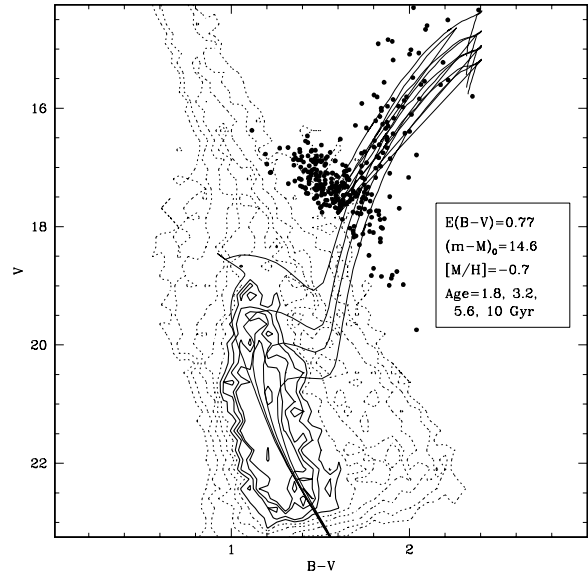 16
18
20
22
V
1
2
B−V
E(B−V)=0.77
(m−M)₀=14.6
[M/H]=−0.7
Age=1.8, 3.2,
5.6, 10 Gyr